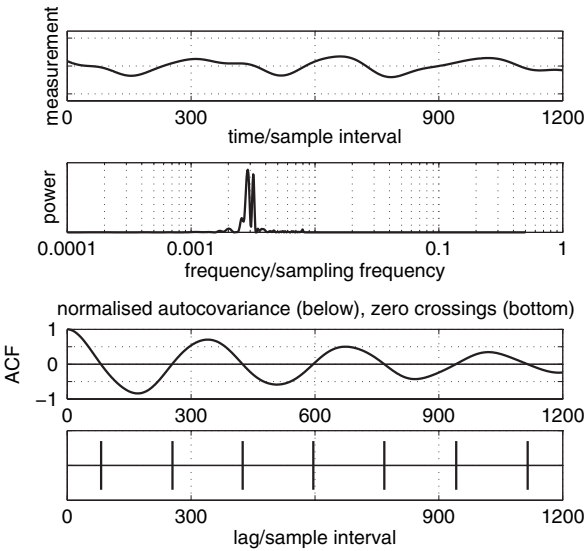 measurement
0 300 900 1200
time/sample interval
power
0.0001 0.001 0.1 1
frequency/sampling frequency
normalised autocovariance (below), zero crossings (bottom)
ACF
1
0
−1
0 300 600 900 1200
0 300 900 1200
lag/sample interval